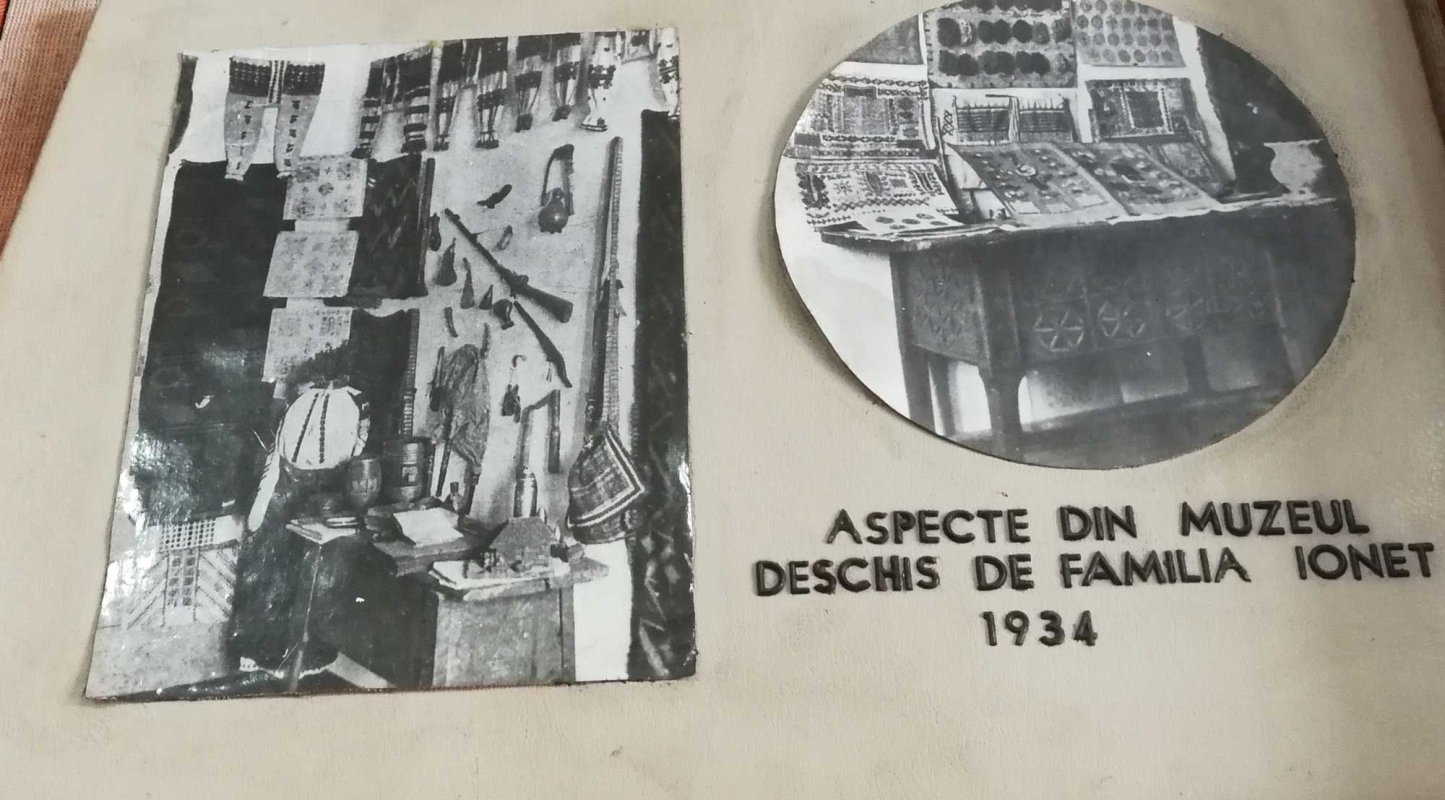 ASPECTE DIN MUZEUL
DESCHIS DE FAMILIA IONET
1934